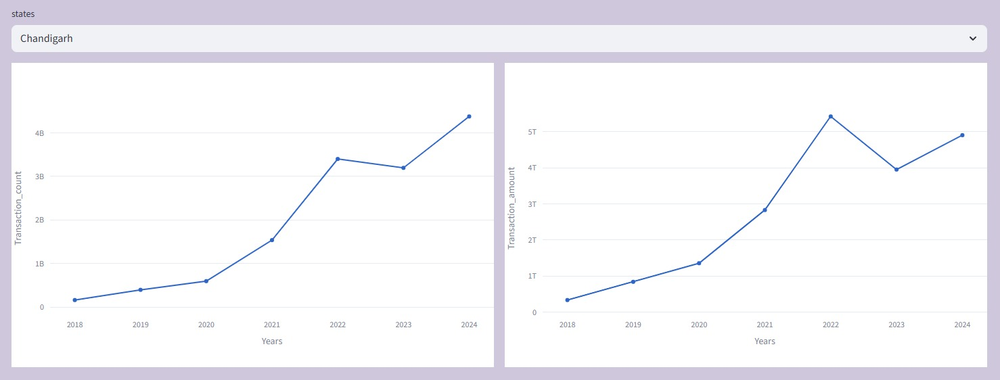 states
Chandigarh
4B
3B
2B
1B
0
Transaction_count
2018 2019 2020 2021 2022 2023 2024
Years
5T
4T
3T
2T
1T
0
Transaction_amount
2018 2019 2020 2021 2022 2023 2024
Years